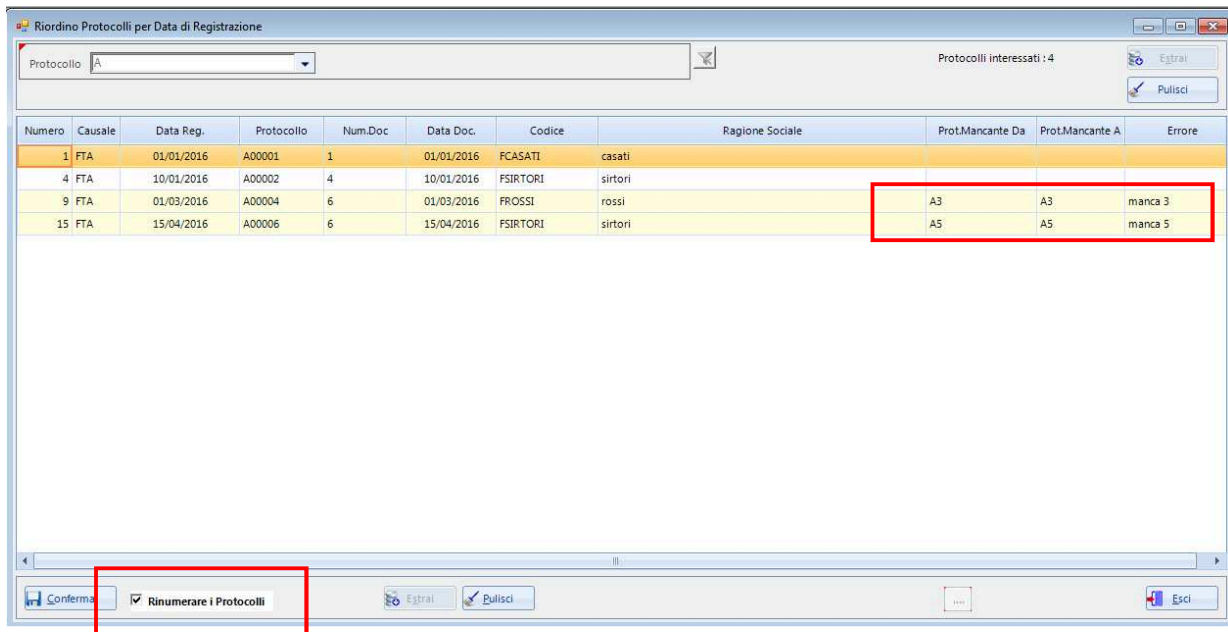 Riordino Protocolli per Data di Registrazione
Protocollo A
Protocolli interessati : 4
Estrai
Pulisci
Numero Causale Data Reg. Protocollo Num.Doc Data Doc. Codice Ragione Sociale Prot.Mancante Da Prot.Mancante A Errore
1 FTA 01/01/2016 A00001 1 01/01/2016 FCASATI casati
4 FTA 10/01/2016 A00002 4 10/01/2016 FSIRTORI sirtori
9 FTA 01/03/2016 A00004 6 01/03/2016 FROSSI rossi A3 A3 manca 3
15 FTA 15/04/2016 A00006 6 15/04/2016 FSIRTORI sirtori A5 A5 manca 5
Conferma Rinumerare i Protocolli Estrai Pulisci .... Esci